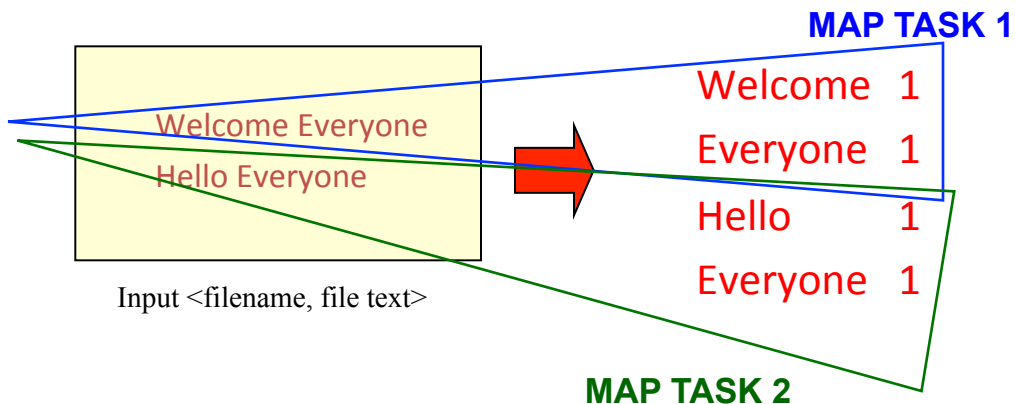 MAP TASK 1
Welcome Everyone
Hello Everyone
Welcome 1
Everyone 1
Hello 1
Everyone 1
Input <filename, file text>
MAP TASK 2